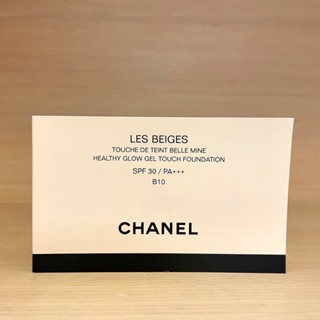 LES BEIGES
TOUCHE DE TEINT BELLE MINE
HEALTHY GLOW GEL TOUCH FOUNDATION
SPF 30 / PA+++
B10
CHANEL